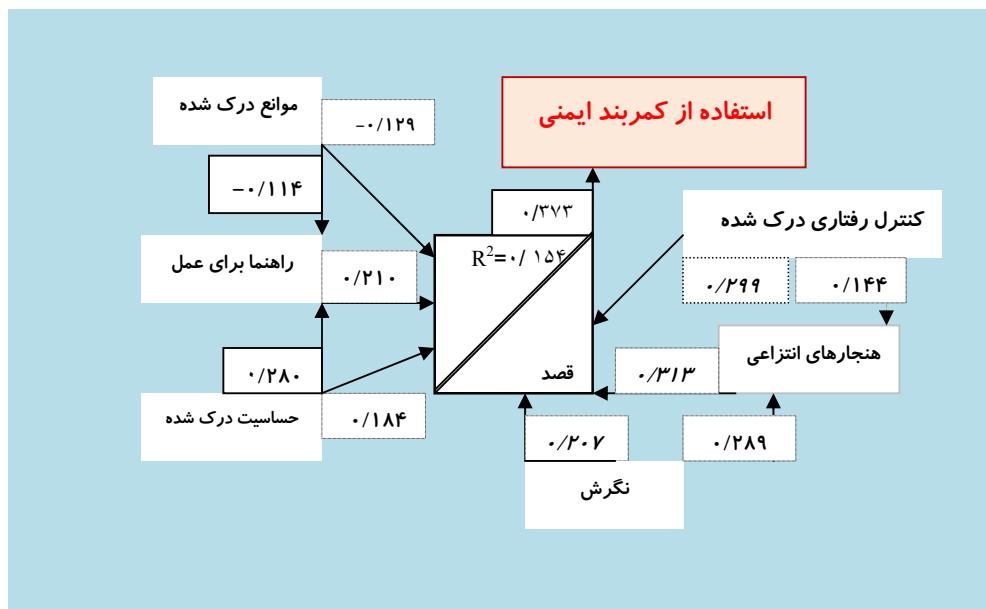 موانع درک شده
-۰/۱۲۹
استفاده از کمربند ایمنی
-۰/۱۱۴
۰/۳۷۳
کنترل رفتاری درک شده
R²=۰/ ۱۵۴
راهنما برای عمل
۰/۲۱۰
۰/۲۹۹
۰/۱۴۴
هنجارهای انتزاعی
۰/۲۸۰
قصد
۰/۳۱۳
حساسیت درک شده
۰/۱۸۴
۰/۲۰۷
۰/۲۸۹
نگرش